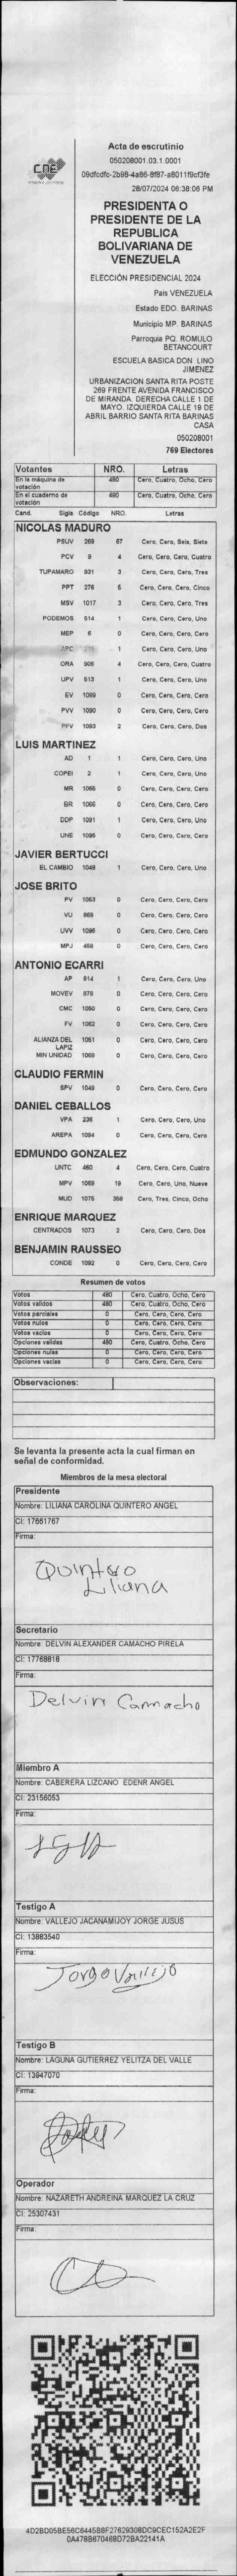 CNE
Acta de escrutinio
050208001.03.1.0001
09dfcdfc-2b98-4a86-8f87-a8011f9cf3fe
28/07/2024 06:38:06 PM
PRESIDENTA O
PRESIDENTE DE LA
REPUBLICA
BOLIVARIANA DE
VENEZUELA
ELECCIÓN PRESIDENCIAL 2024
Pais VENEZUELA
Estado EDO. BARINAS
Municipio MP. BARINAS
Parroquia PQ. ROMULO
BETANCOURT
ESCUELA BASICA DON LINO
JIMENEZ
URBANIZACION SANTA RITA POSTE
269 FRENTE AVENIDA FRANCISCO
DE MIRANDA. DERECHA CALLE 1 DE
MAYO. IZQUIERDA CALLE 19 DE
ABRIL BARRIO SANTA RITA BARINAS
CASA
050208001
769 Electores
Votantes NRO. Letras
En la máquina de votación 480 Cero, Cuatro, Ocho, Cero
En el cuaderno de votación 480 Cero, Cuatro, Ocho, Cero
Cand. Sigla Código NRO. Letras
NICOLAS MADURO
PSUV 269 67 Cero, Cero, Seis, Siete
PCV 9 4 Cero, Cero, Cero, Cuatro
TUPAMARO 931 3 Cero, Cero, Cero, Tres
PPT 276 5 Cero, Cero, Cero, Cinco
MSV 1017 3 Cero, Cero, Cero, Tres
PODEMOS 514 1 Cero, Cero, Cero, Uno
MEP 6 0 Cero, Cero, Cero, Cero
APC 1 Cero, Cero, Cero, Uno
ORA 906 4 Cero, Cero, Cero, Cuatro
UPV 613 1 Cero, Cero, Cero, Uno
EV 1089 0 Cero, Cero, Cero, Cero
PVV 1090 0 Cero, Cero, Cero, Cero
PFV 1093 2 Cero, Cero, Cero, Dos
LUIS MARTINEZ
AD 1 1 Cero, Cero, Cero, Uno
COPEI 2 1 Cero, Cero, Cero, Uno
MR 1065 0 Cero, Cero, Cero, Cero
BR 1066 0 Cero, Cero, Cero, Cero
DDP 1091 1 Cero, Cero, Cero, Uno
UNE 1095 0 Cero, Cero, Cero, Cero
JAVIER BERTUCCI
EL CAMBIO 1046 1 Cero, Cero, Cero, Uno
JOSE BRITO
PV 1053 0 Cero, Cero, Cero, Cero
VU 869 0 Cero, Cero, Cero, Cero
UVV 1096 0 Cero, Cero, Cero, Cero
MPJ 458 0 Cero, Cero, Cero, Cero
ANTONIO ECARRI
AP 914 1 Cero, Cero, Cero, Uno
MOVEV 978 0 Cero, Cero, Cero, Cero
CMC 1050 0 Cero, Cero, Cero, Cero
FV 1062 0 Cero, Cero, Cero, Cero
ALIANZA DEL LAPIZ 1051 0 Cero, Cero, Cero, Cero
MIN UNIDAD 1069 0 Cero, Cero, Cero, Cero
CLAUDIO FERMIN
SPV 1049 0 Cero, Cero, Cero, Cero
DANIEL CEBALLOS
VPA 236 1 Cero, Cero, Cero, Uno
AREPA 1094 0 Cero, Cero, Cero, Cero
EDMUNDO GONZALEZ
UNTC 460 4 Cero, Cero, Cero, Cuatro
MPV 1069 19 Cero, Cero, Uno, Nueve
MUD 1076 358 Cero, Tres, Cinco, Ocho
ENRIQUE MARQUEZ
CENTRADOS 1073 2 Cero, Cero, Cero, Dos
BENJAMIN RAUSSEO
CONDE 1092 0 Cero, Cero, Cero, Cero
Resumen de votos
Votos 480 Cero, Cuatro, Ocho, Cero
Votos validos 480 Cero, Cuatro, Ocho, Cero
Votos parciales 0 Cero, Cero, Cero, Cero
Votos nulos 0 Cero, Cero, Cero, Cero
Votos vacios 0 Cero, Cero, Cero, Cero
Opciones validas 480 Cero, Cuatro, Ocho, Cero
Opciones nulas 0 Cero, Cero, Cero, Cero
Opciones vacias 0 Cero, Cero, Cero, Cero
Observaciones:
Se levanta la presente acta la cual firman en
señal de conformidad.
Miembros de la mesa electoral
Presidente
Nombre: LILIANA CAROLINA QUINTERO ANGEL
CI: 17661767
Firma:
Quintero
Liliana
Secretario
Nombre: DELVIN ALEXANDER CAMACHO PIRELA
CI: 17768818
Firma:
Delvin Camacho
Miembro A
Nombre: CABERERA LIZCANO EDENR ANGEL
CI: 23156053
Firma:
Testigo A
Nombre: VALLEJO JACANAMIJOY JORGE JUSUS
CI: 13883540
Firma:
Jorge Vallejo
Testigo B
Nombre: LAGUNA GUTIERREZ YELITZA DEL VALLE
CI: 13947070
Firma:
Operador
Nombre: NAZARETH ANDREINA MARQUEZ LA CRUZ
CI: 25307431
Firma:
4D2BD05BE56C6445B8F27629308DC9CEC152A2E2F
0A478B670468D72BA22141A